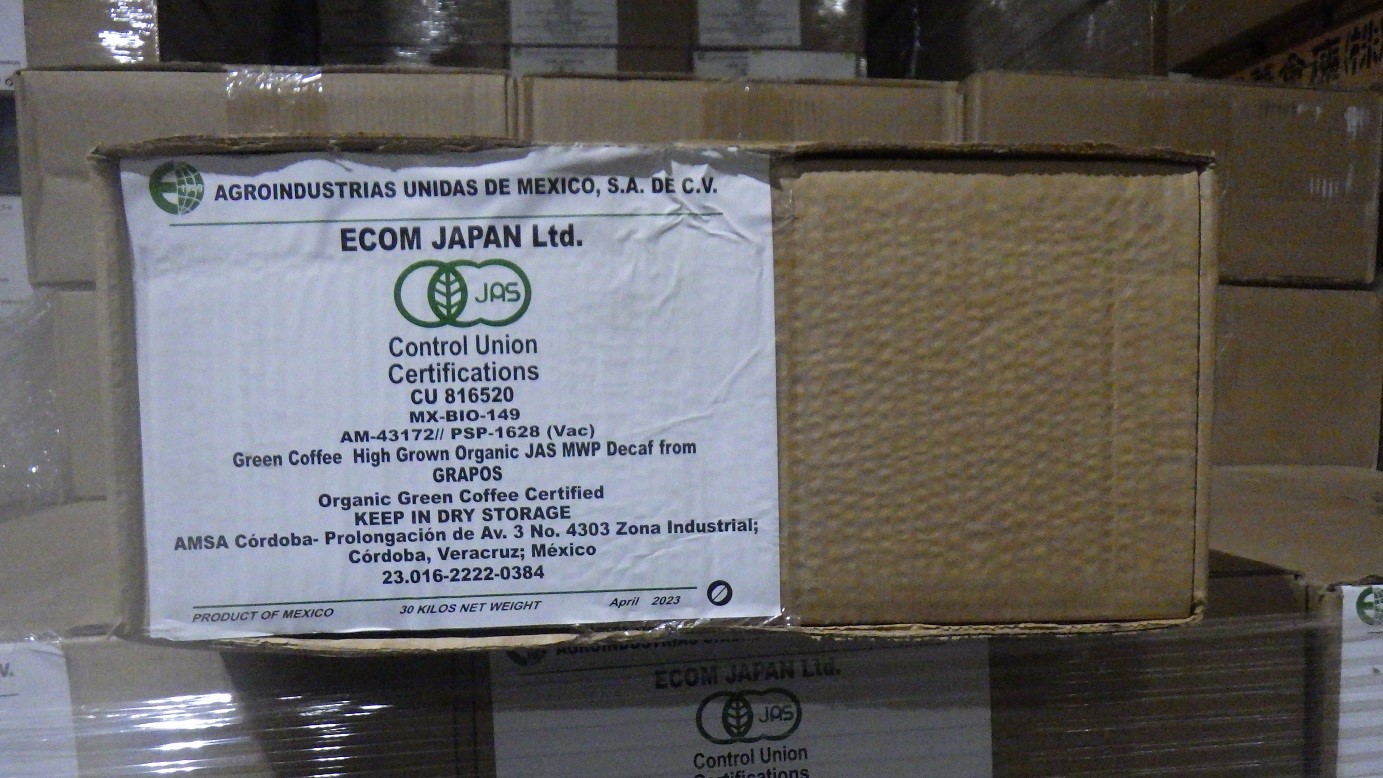 AGROINDUSTRIAS UNIDAS DE MEXICO, S.A. DE C.V.
ECOM JAPAN Ltd.
JAS
Control Union
Certifications
CU 816520
MX-BIO-149
AM-43172// PSP-1628 (Vac)
Green Coffee High Grown Organic JAS MWP Decaf from
GRAPOS
Organic Green Coffee Certified
KEEP IN DRY STORAGE
AMSA Córdoba- Prolongación de Av. 3 No. 4303 Zona Industrial;
Córdoba, Veracruz; México
23.016-2222-0384
PRODUCT OF MEXICO 30 KILOS NET WEIGHT April 2023
V.
AGROINDUSTRIAS
ECOM JAPAN Ltd.
JAS
Control Union
Certifications